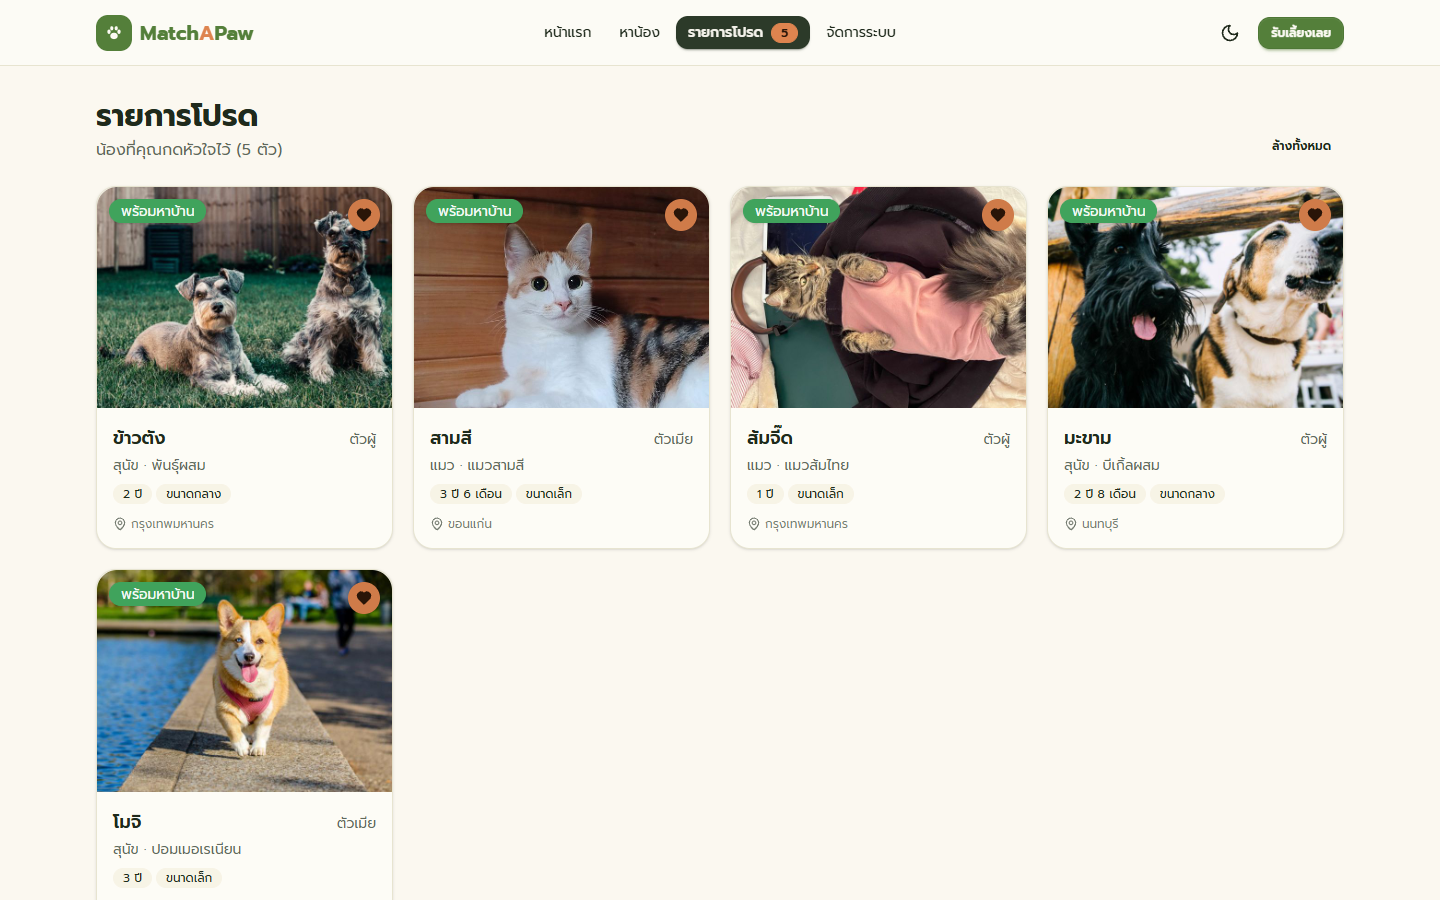 MatchAPaw
หน้าแรก
หาน้อง
รายการโปรด 5
จัดการระบบ
รับเลี้ยงเลย
รายการโปรด
น้องที่คุณกดหัวใจไว้ (5 ตัว)
ล้างทั้งหมด
พร้อมหาบ้าน
ข้าวตัง
ตัวผู้
สุนัข · พันธุ์ผสม
2 ปี
ขนาดกลาง
กรุงเทพมหานคร
พร้อมหาบ้าน
สามสี
ตัวเมีย
แมว · แมวสามสี
3 ปี 6 เดือน
ขนาดเล็ก
ขอนแก่น
พร้อมหาบ้าน
ส้มจี๊ด
ตัวผู้
แมว · แมวส้มไทย
1 ปี
ขนาดเล็ก
กรุงเทพมหานคร
พร้อมหาบ้าน
มะขาม
ตัวผู้
สุนัข · บีเกิ้ลผสม
2 ปี 8 เดือน
ขนาดกลาง
นนทบุรี
พร้อมหาบ้าน
โมจิ
ตัวเมีย
สุนัข · ปอมเมอเรเนียน
3 ปี
ขนาดเล็ก